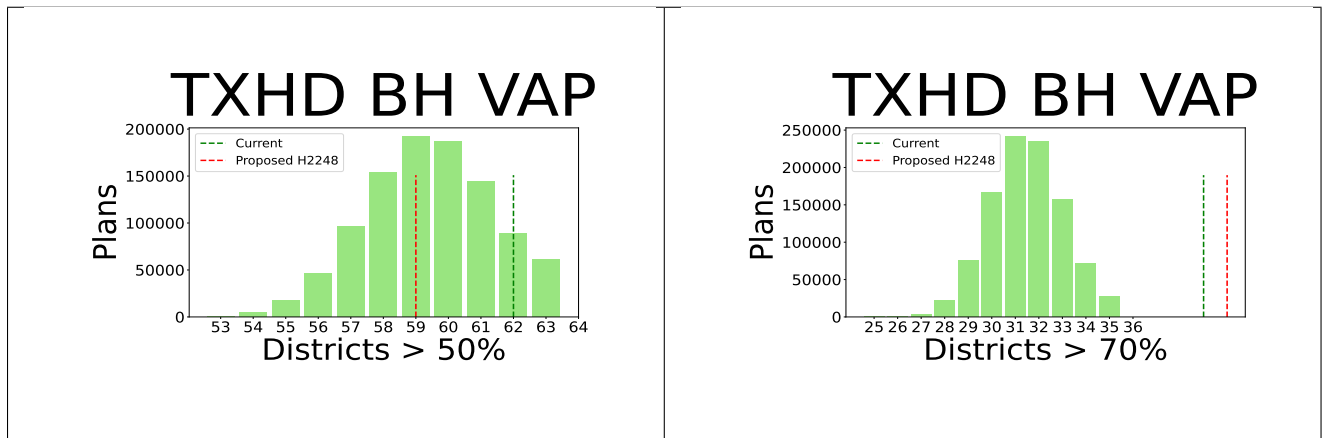 TXHD BH VAP
200000
150000
100000
50000
0
Plans
Current
Proposed H2248
53 54 55 56 57 58 59 60 61 62 63 64
Districts > 50%
TXHD BH VAP
250000
200000
150000
100000
50000
0
Plans
Current
Proposed H2248
25 26 27 28 29 30 31 32 33 34 35 36
Districts > 70%